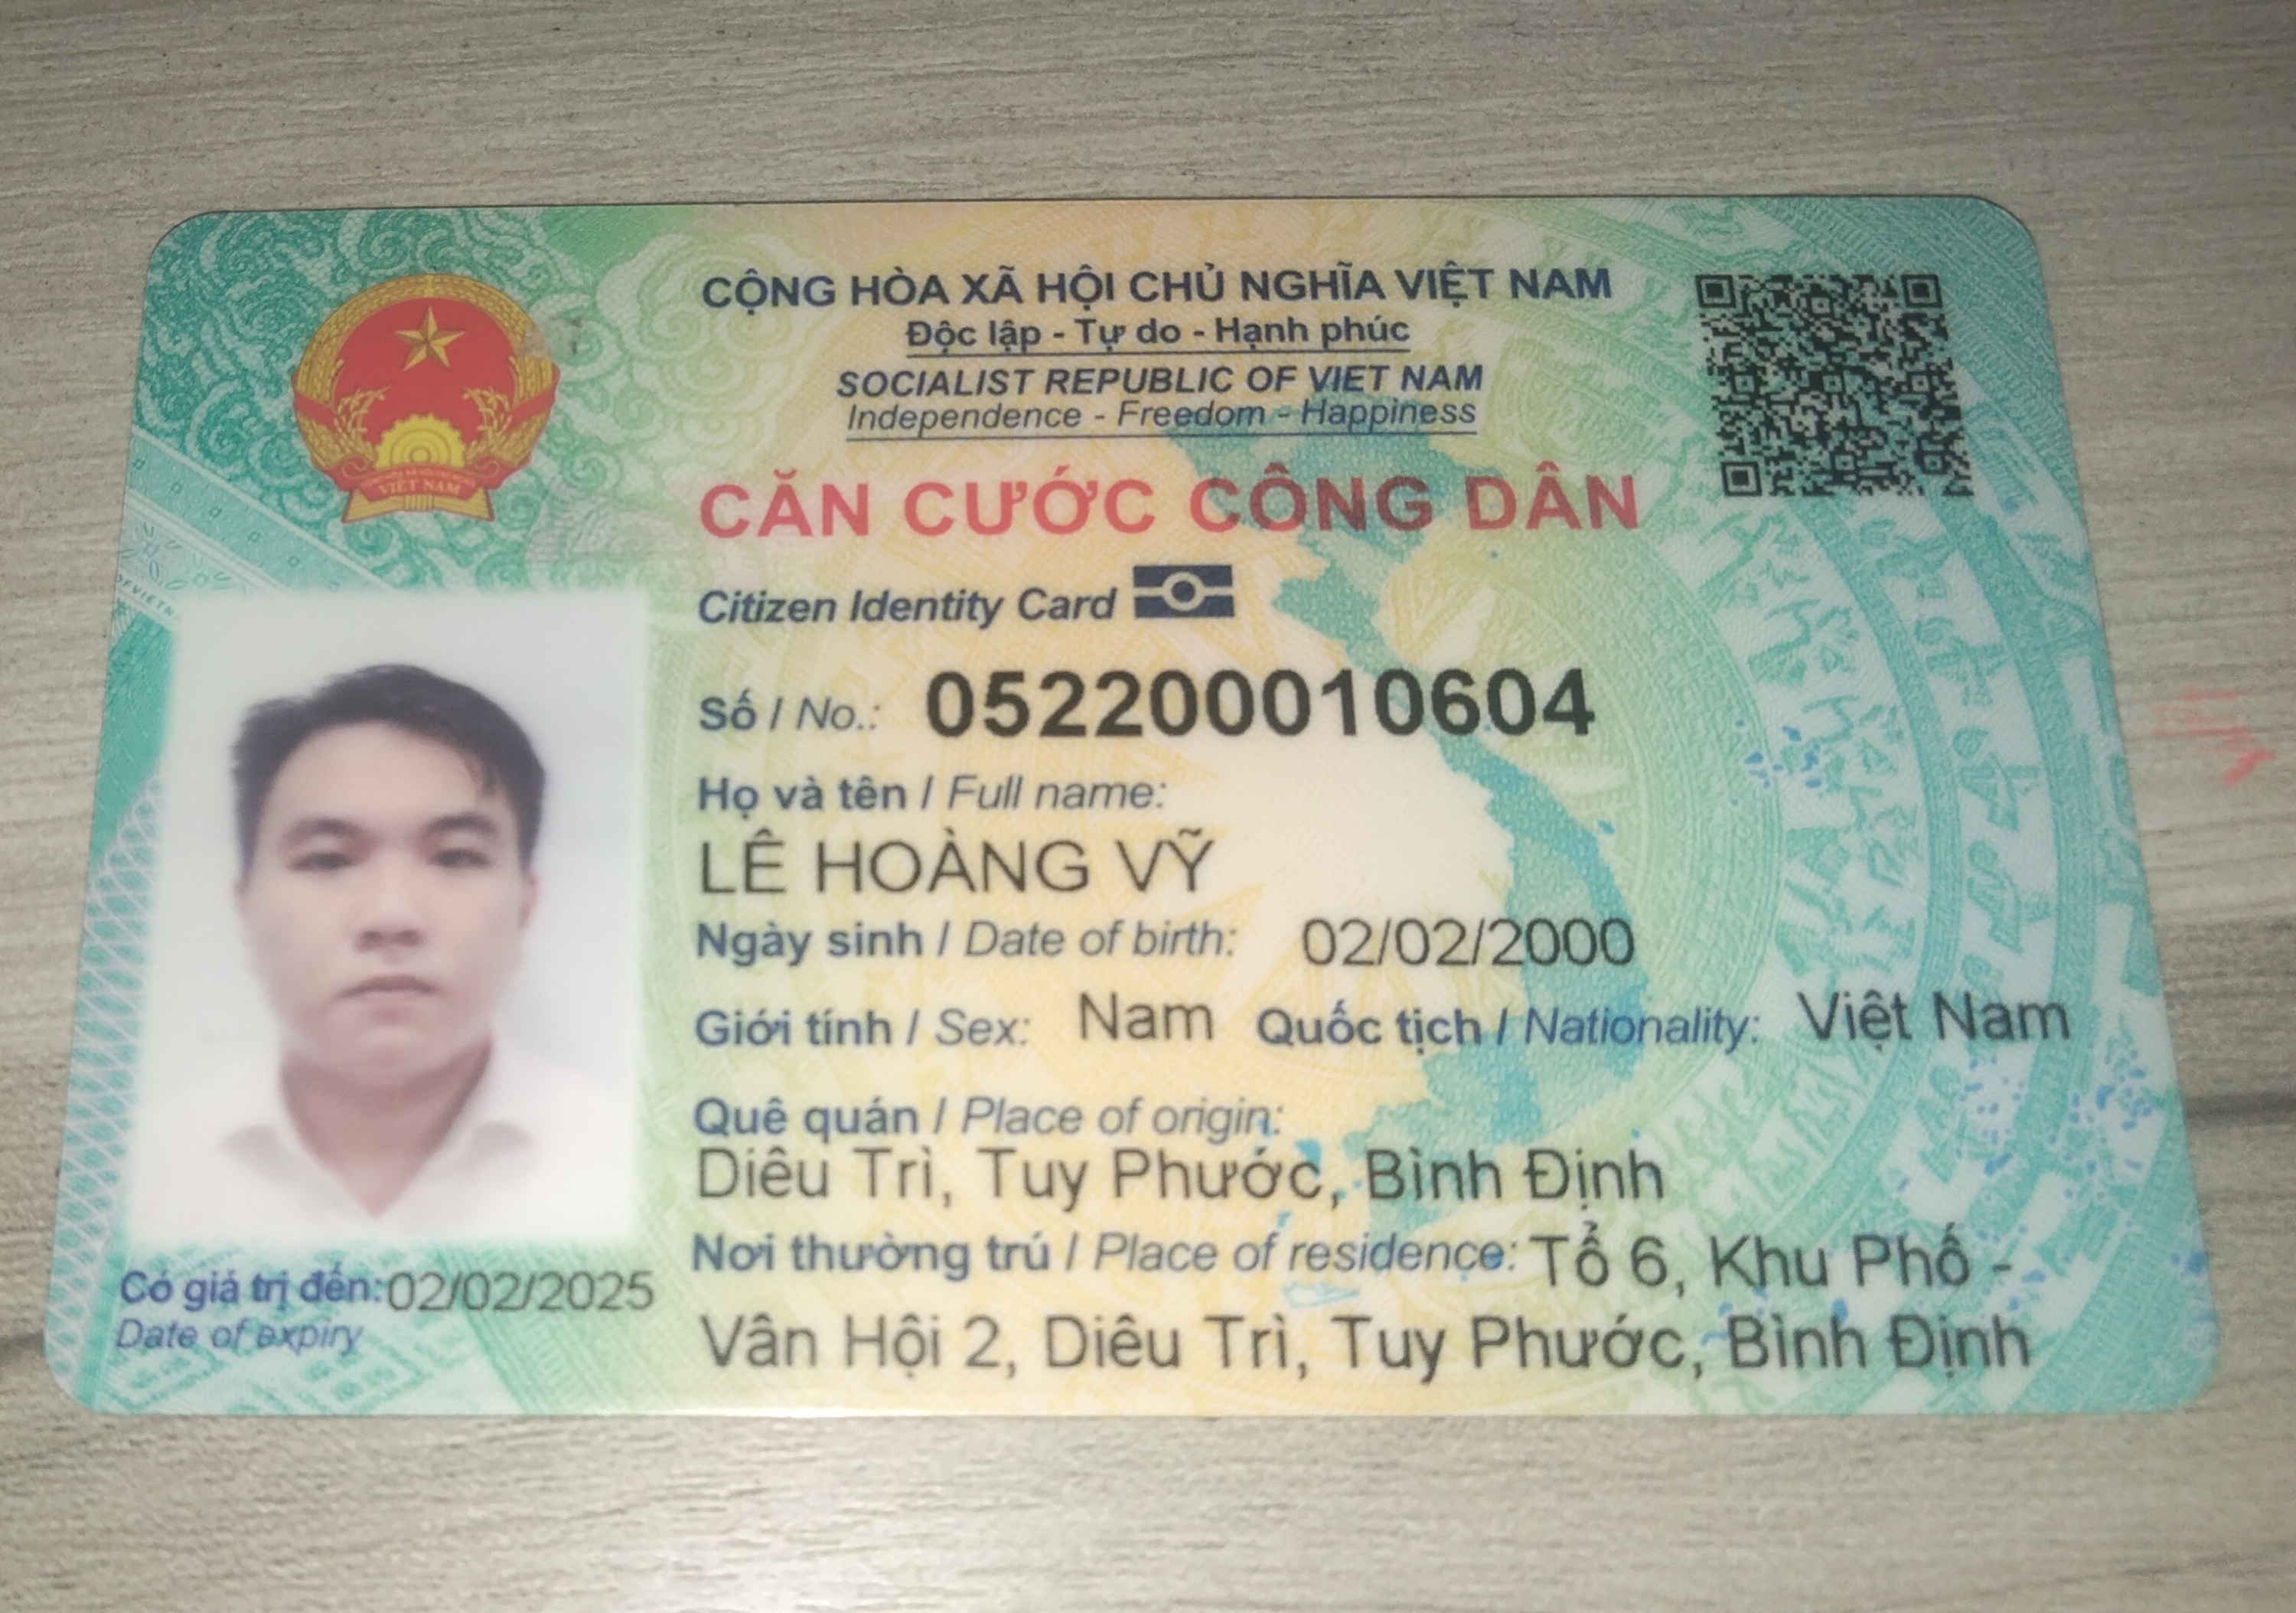 CỘNG HÒA XÃ HỘI CHỦ NGHĨA VIỆT NAM
Độc lập - Tự do - Hạnh phúc
SOCIALIST REPUBLIC OF VIET NAM
Independence - Freedom - Happiness
CĂN CƯỚC CÔNG DÂN
Citizen Identity Card
VIỆT NAM
Số / No.: 052200010604
Họ và tên / Full name:
LÊ HOÀNG VỸ
Ngày sinh / Date of birth: 02/02/2000
Giới tính / Sex: Nam Quốc tịch / Nationality: Việt Nam
Quê quán / Place of origin:
Diêu Trì, Tuy Phước, Bình Định
Nơi thường trú / Place of residence: Tổ 6, Khu Phố -
Vân Hội 2, Diêu Trì, Tuy Phước, Bình Định
Có giá trị đến: 02/02/2025
Date of expiry